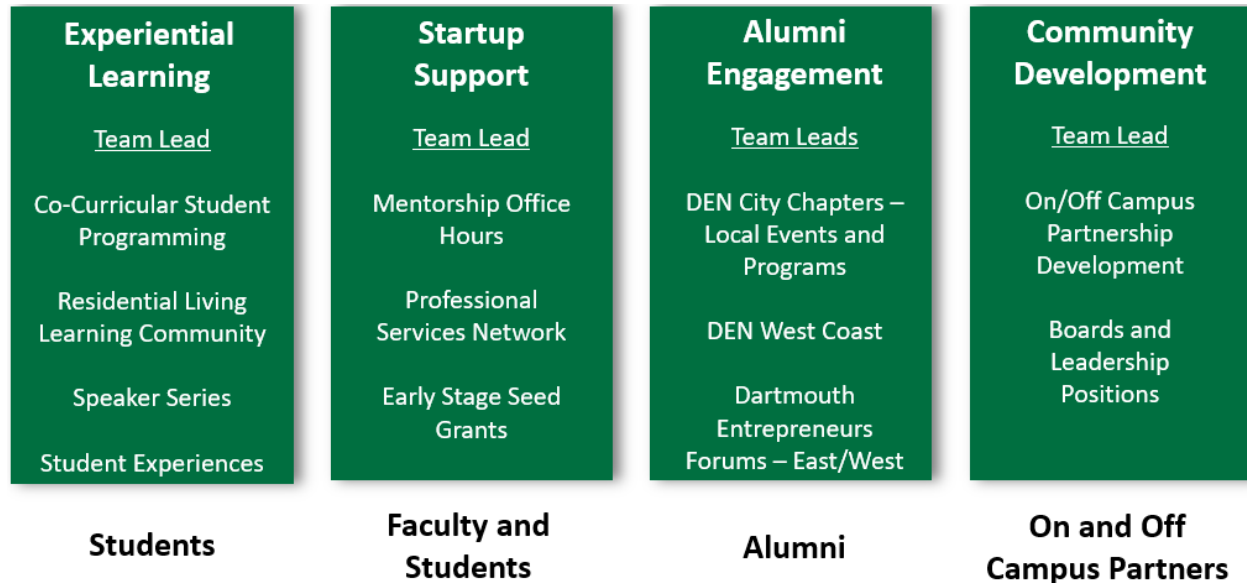 Experiential
Learning
Team Lead
Co-Curricular Student
Programming
Residential Living
Learning Community
Speaker Series
Student Experiences
Students
Startup
Support
Team Lead
Mentorship Office
Hours
Professional
Services Network
Early Stage Seed
Grants
Faculty and
Students
Alumni
Engagement
Team Leads
DEN City Chapters –
Local Events and
Programs
DEN West Coast
Dartmouth
Entrepreneurs
Forums – East/West
Alumni
Community
Development
Team Lead
On/Off Campus
Partnership
Development
Boards and
Leadership
Positions
On and Off
Campus Partners